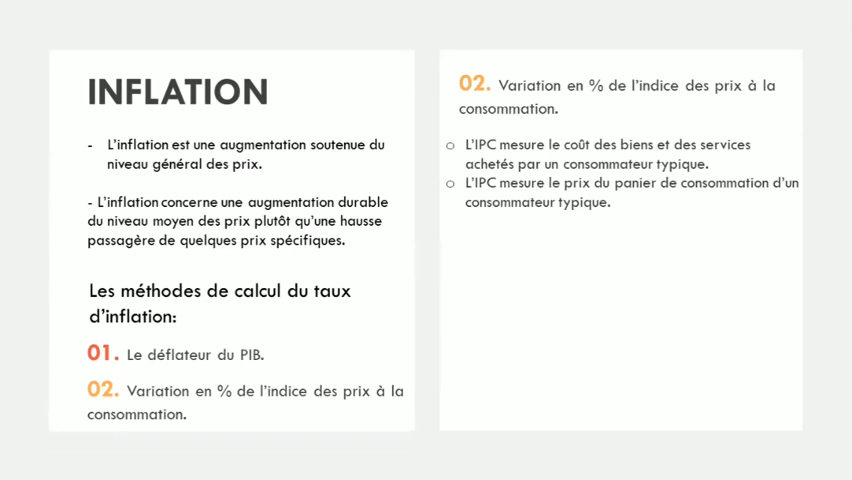 INFLATION
- L'inflation est une augmentation soutenue du
niveau général des prix.
- L'inflation concerne une augmentation durable
du niveau moyen des prix plutôt qu'une hausse
passagère de quelques prix spécifiques.
Les méthodes de calcul du taux
d'inflation:
01. Le déflateur du PIB.
02. Variation en % de l'indice des prix à la
consommation.
02. Variation en % de l'indice des prix à la
consommation.
o L'IPC mesure le coût des biens et des services
achetés par un consommateur typique.
o L'IPC mesure le prix du panier de consommation d'un
consommateur typique.